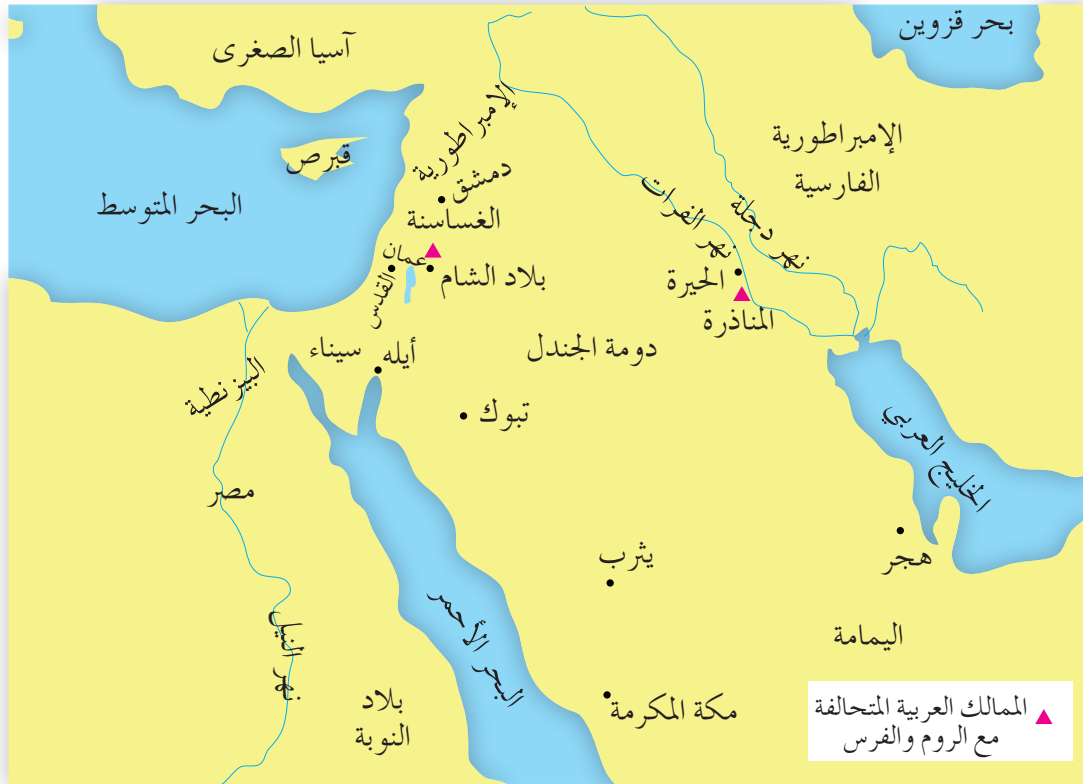 بحر قزوين
آسيا الصغرى
الإمبراطورية
الفارسية
الإمبراطورية
قبرص
دمشق
البحر المتوسط
الغساسنة
نهر الفرات
نهر دجلة
عمان
بلاد الشام
القدس
الحيرة
المناذرة
دومة الجندل
سيناء
أيله
البيزنطية
تبوك
الخليج العربي
مصر
يثرب
هجر
البحر الأحمر
نهر النيل
اليمامة
بلاد
النوبة
مكة المكرمة
الممالك العربية المتحالفة
مع الروم والفرس